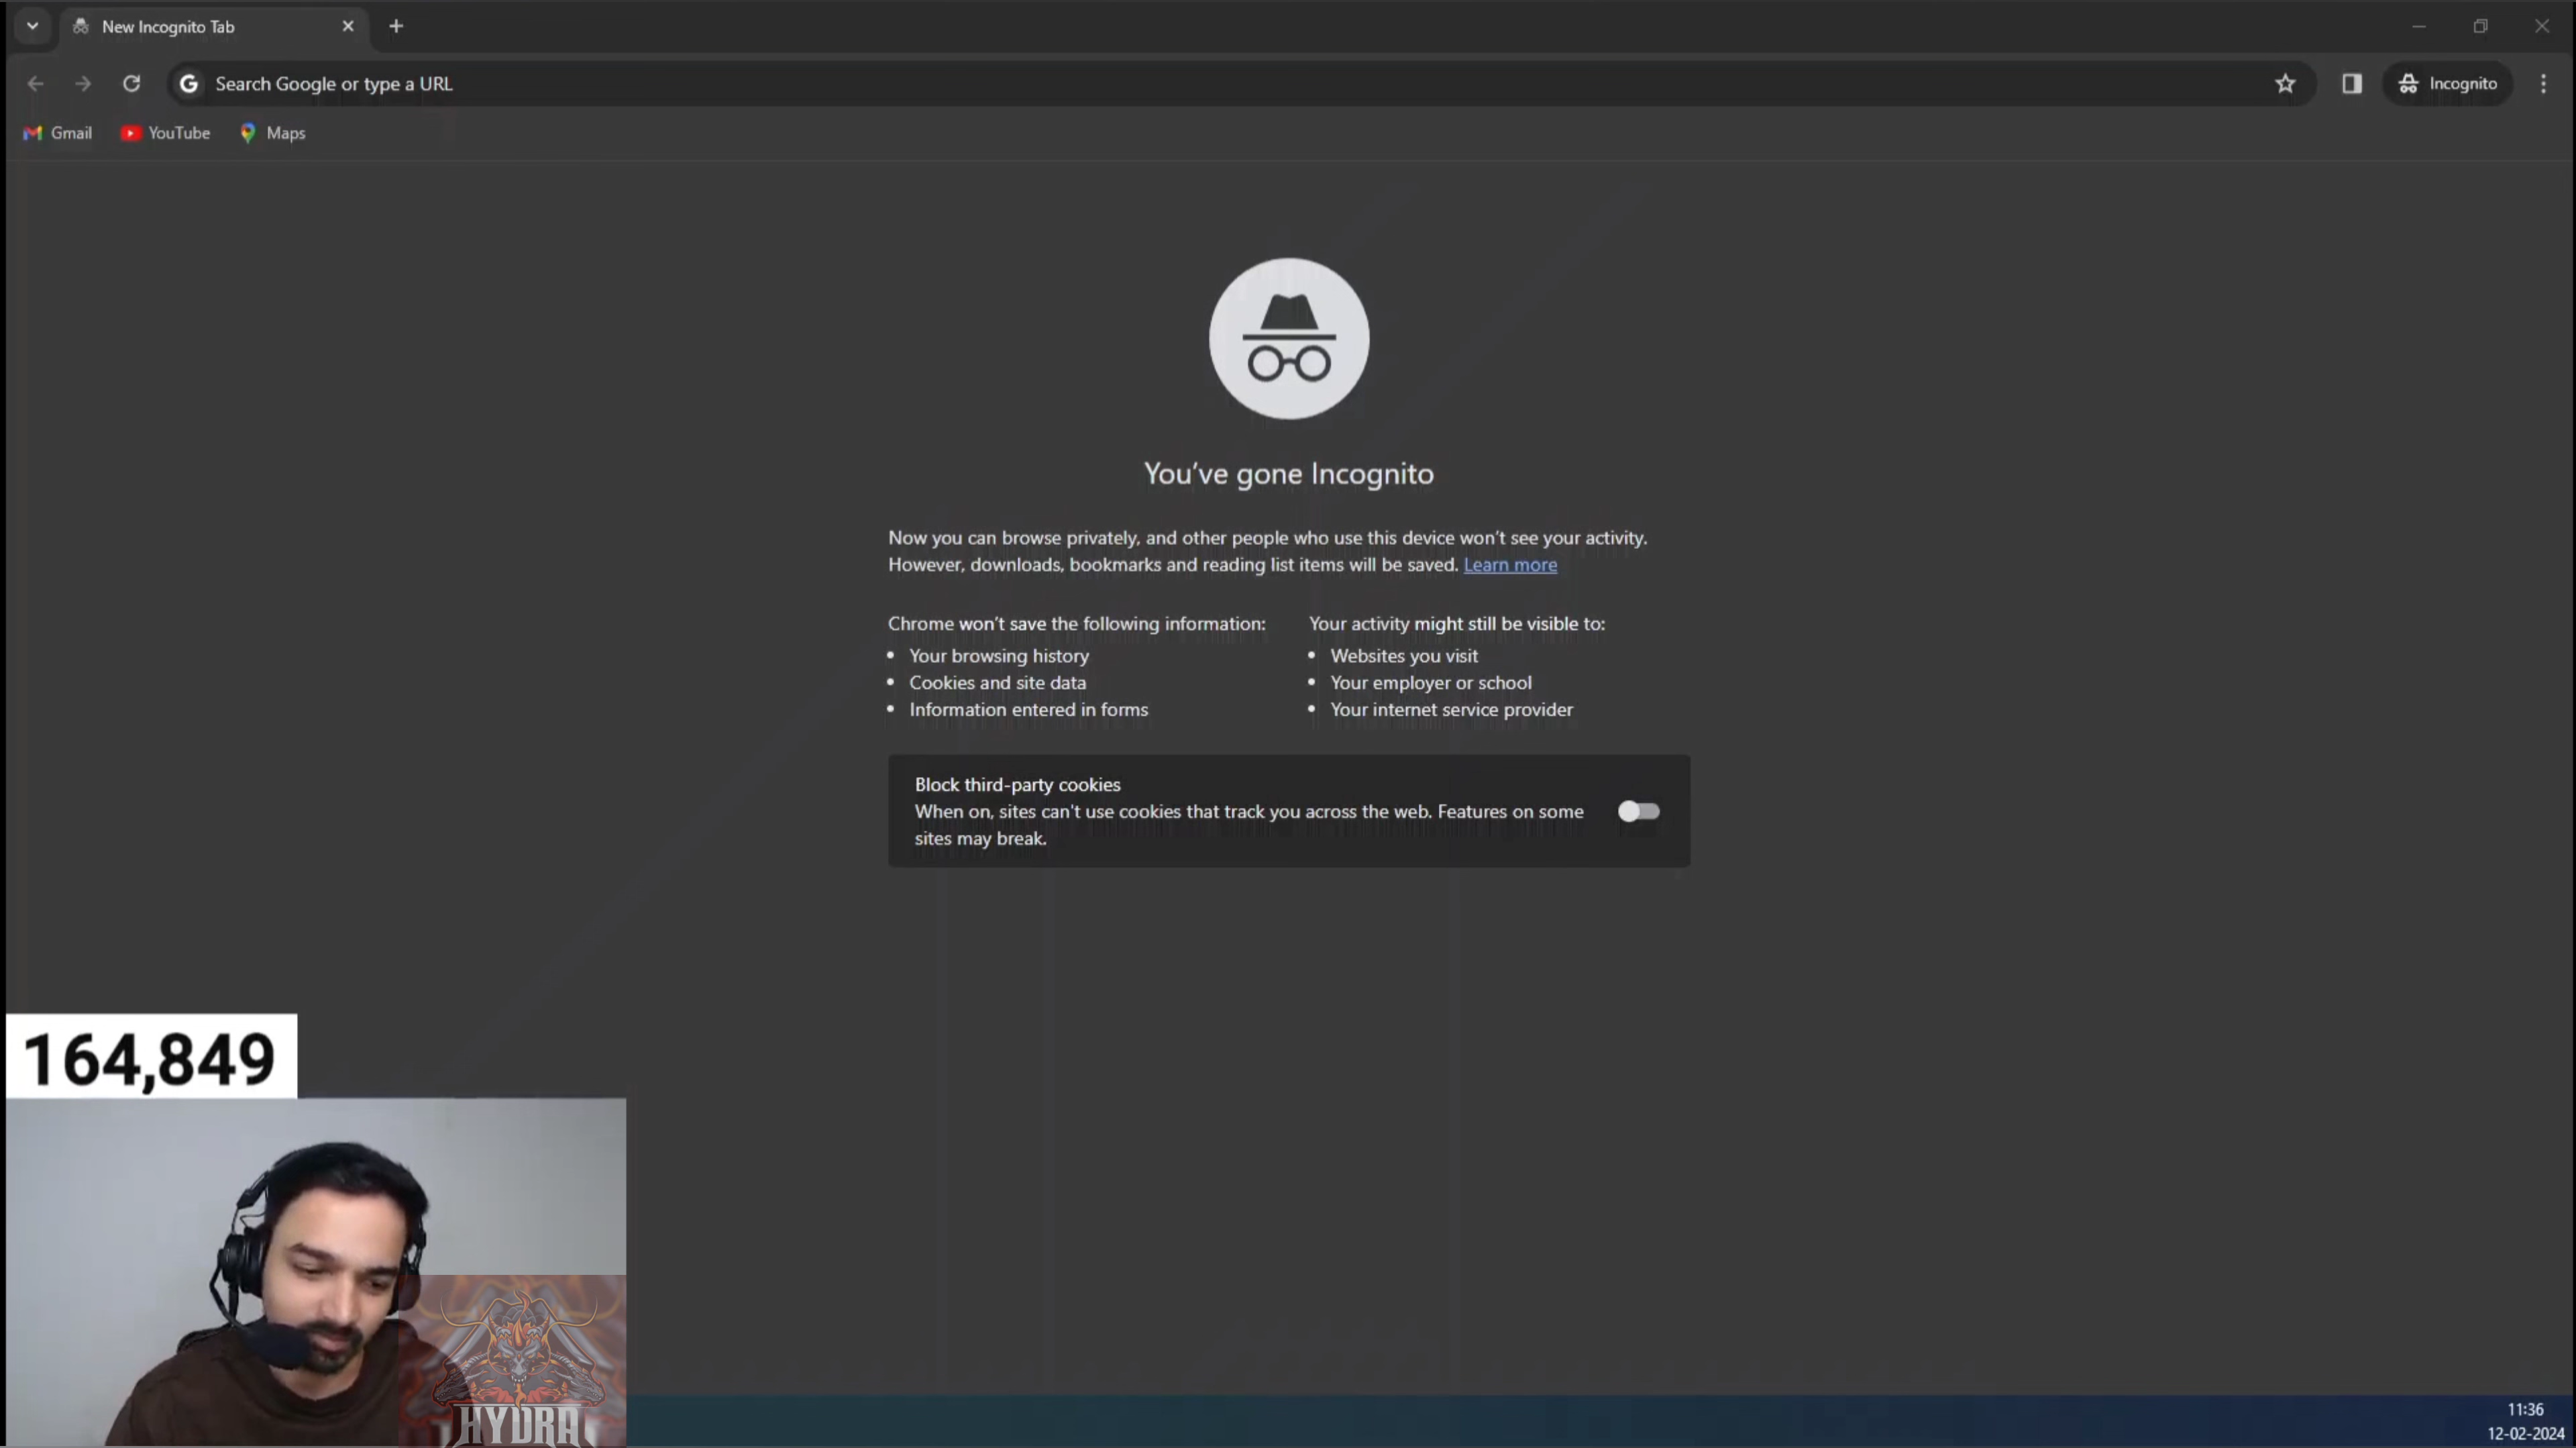 New Incognito Tab
Search Google or type a URL
Incognito
Gmail
YouTube
Maps
You've gone Incognito
Now you can browse privately, and other people who use this device won't see your activity.
However, downloads, bookmarks and reading list items will be saved. Learn more
Chrome won't save the following information:
Your browsing history
Cookies and site data
Information entered in forms
Your activity might still be visible to:
Websites you visit
Your employer or school
Your internet service provider
Block third-party cookies
When on, sites can't use cookies that track you across the web. Features on some
sites may break.
164,849
HYDRA
11:36
12-02-2024